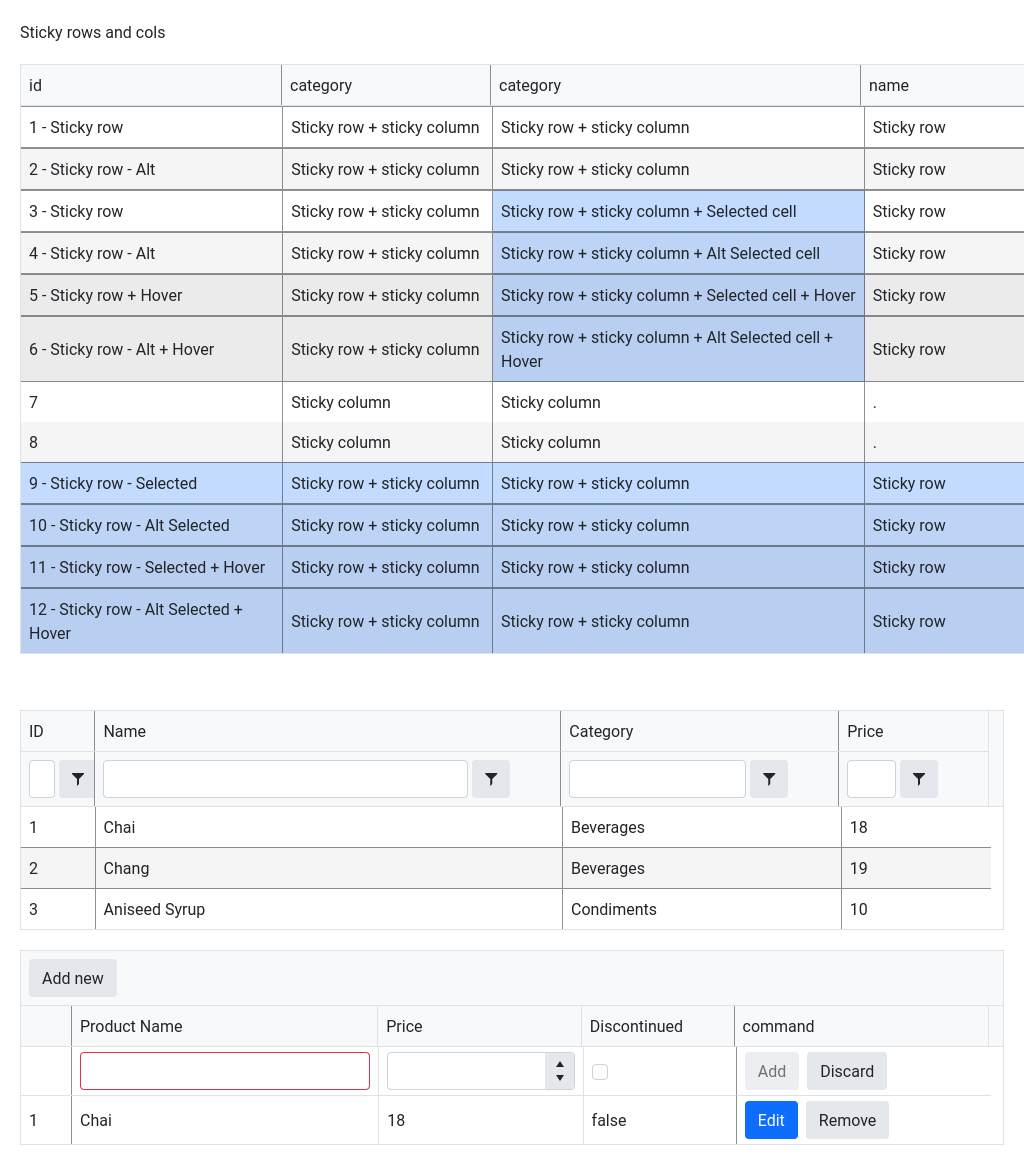 Sticky rows and cols
id category category name
1 - Sticky row Sticky row + sticky column Sticky row + sticky column Sticky row
2 - Sticky row - Alt Sticky row + sticky column Sticky row + sticky column Sticky row
3 - Sticky row Sticky row + sticky column Sticky row + sticky column + Selected cell Sticky row
4 - Sticky row - Alt Sticky row + sticky column Sticky row + sticky column + Alt Selected cell Sticky row
5 - Sticky row + Hover Sticky row + sticky column Sticky row + sticky column + Selected cell + Hover Sticky row
6 - Sticky row - Alt + Hover Sticky row + sticky column Sticky row + sticky column + Alt Selected cell +
Hover Sticky row
7 Sticky column Sticky column .
8 Sticky column Sticky column .
9 - Sticky row - Selected Sticky row + sticky column Sticky row + sticky column Sticky row
10 - Sticky row - Alt Selected Sticky row + sticky column Sticky row + sticky column Sticky row
11 - Sticky row - Selected + Hover Sticky row + sticky column Sticky row + sticky column Sticky row
12 - Sticky row - Alt Selected +
Hover Sticky row + sticky column Sticky row + sticky column Sticky row
ID Name Category Price
1 Chai Beverages 18
2 Chang Beverages 19
3 Aniseed Syrup Condiments 10
Add new
Product Name Price Discontinued command
Add Discard
1 Chai 18 false Edit Remove